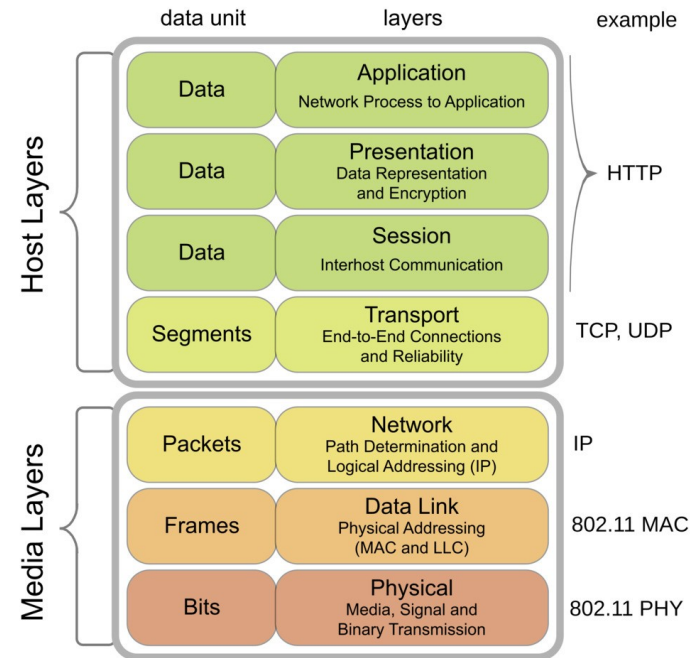 data unit
layers
example
Host Layers
Data
Application
Network Process to Application
Data
Presentation
Data Representation
and Encryption
HTTP
Data
Session
Interhost Communication
Segments
Transport
End-to-End Connections
and Reliability
TCP, UDP
Media Layers
Packets
Network
Path Determination and
Logical Addressing (IP)
IP
Frames
Data Link
Physical Addressing
(MAC and LLC)
802.11 MAC
Bits
Physical
Media, Signal and
Binary Transmission
802.11 PHY